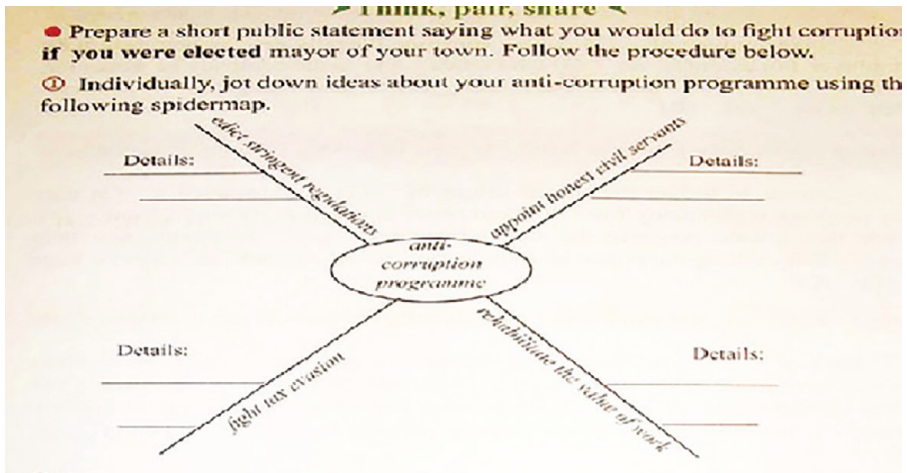 ➤ Think, pair, share
● Prepare a short public statement saying what you would do to fight corruption
if you were elected mayor of your town. Follow the procedure below.
① Individually, jot down ideas about your anti-corruption programme using th
following spidermap.
edict stringent regulations
appoint honest civil servants
Details:
Details:
anti-
corruption
programme
fight tax evasion
rehabilitate the value of work
Details:
Details: